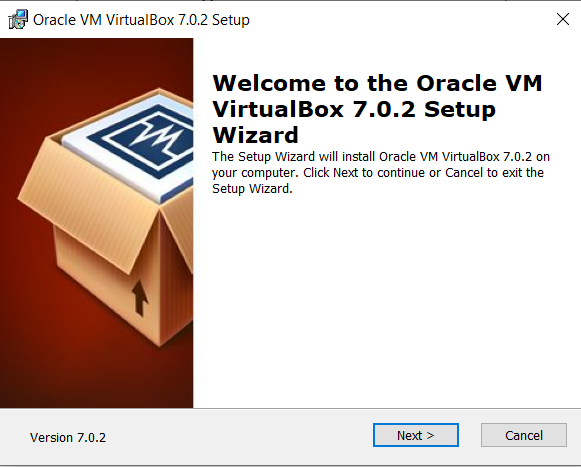 Oracle VM VirtualBox 7.0.2 Setup
Welcome to the Oracle VM
VirtualBox 7.0.2 Setup
Wizard
The Setup Wizard will install Oracle VM VirtualBox 7.0.2 on
your computer. Click Next to continue or Cancel to exit the
Setup Wizard.
Version 7.0.2
Next >
Cancel